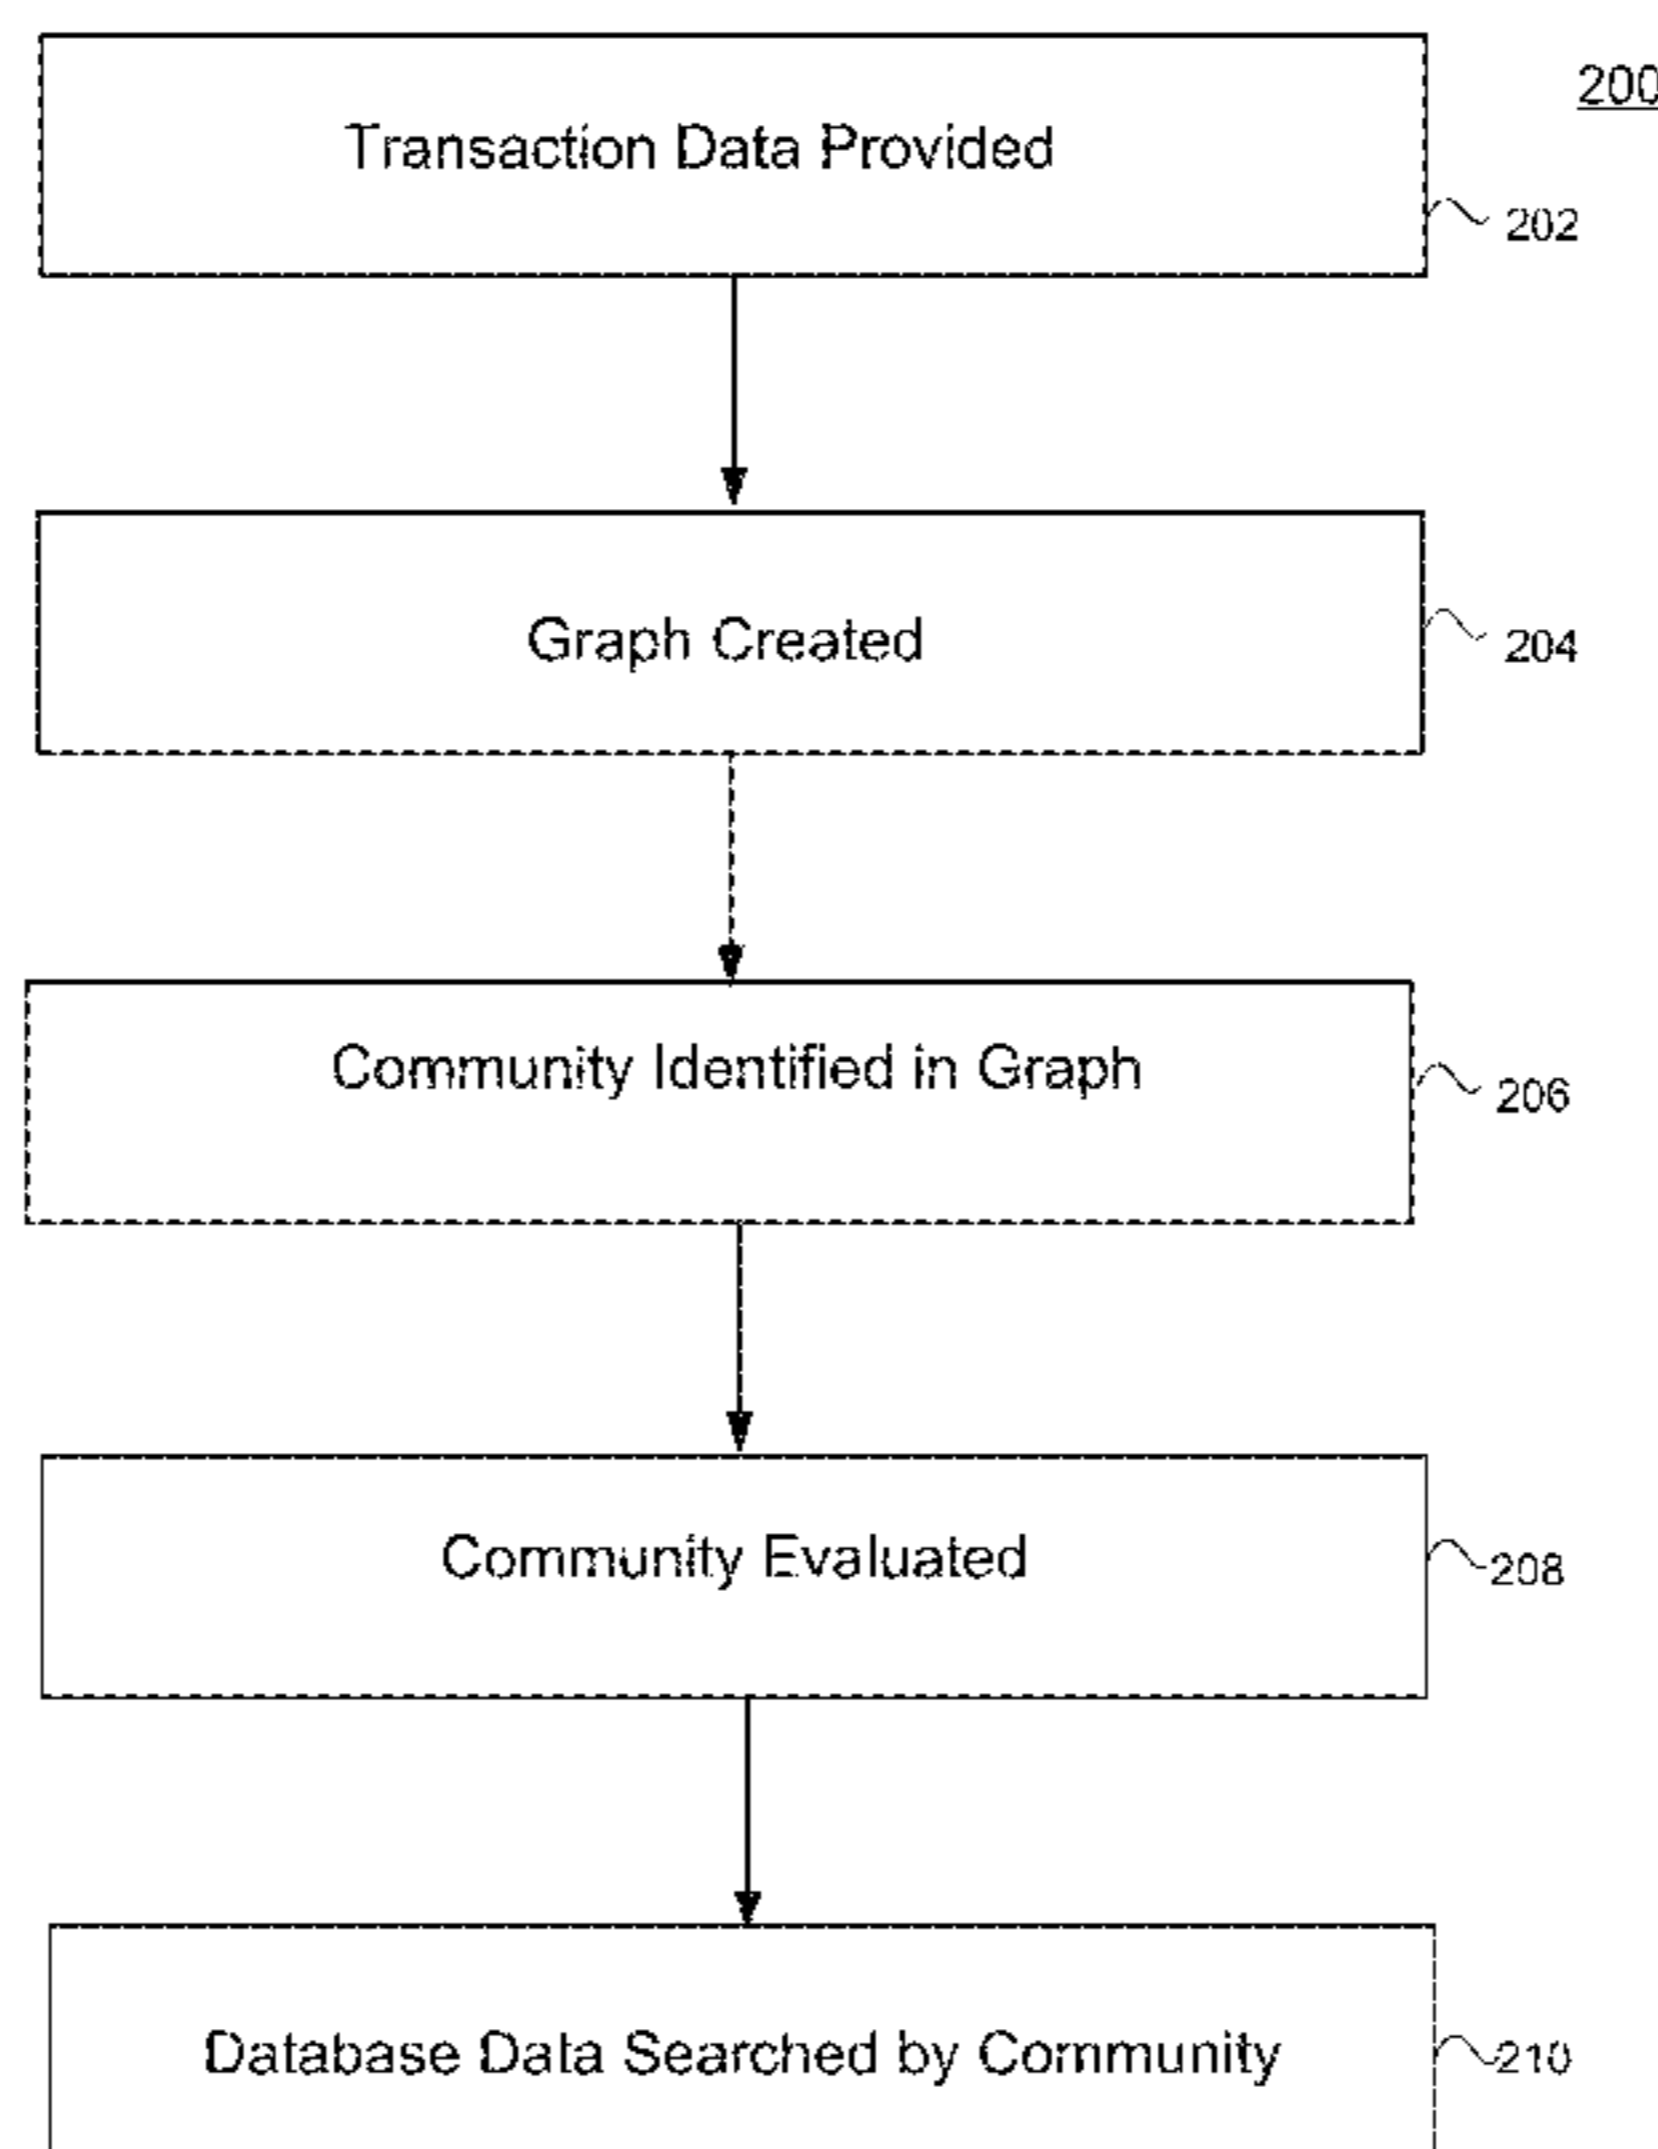 200
Transaction Data Provided
202
Graph Created
204
Community Identified in Graph
206
Community Evaluated
208
Database Data Searched by Community
210